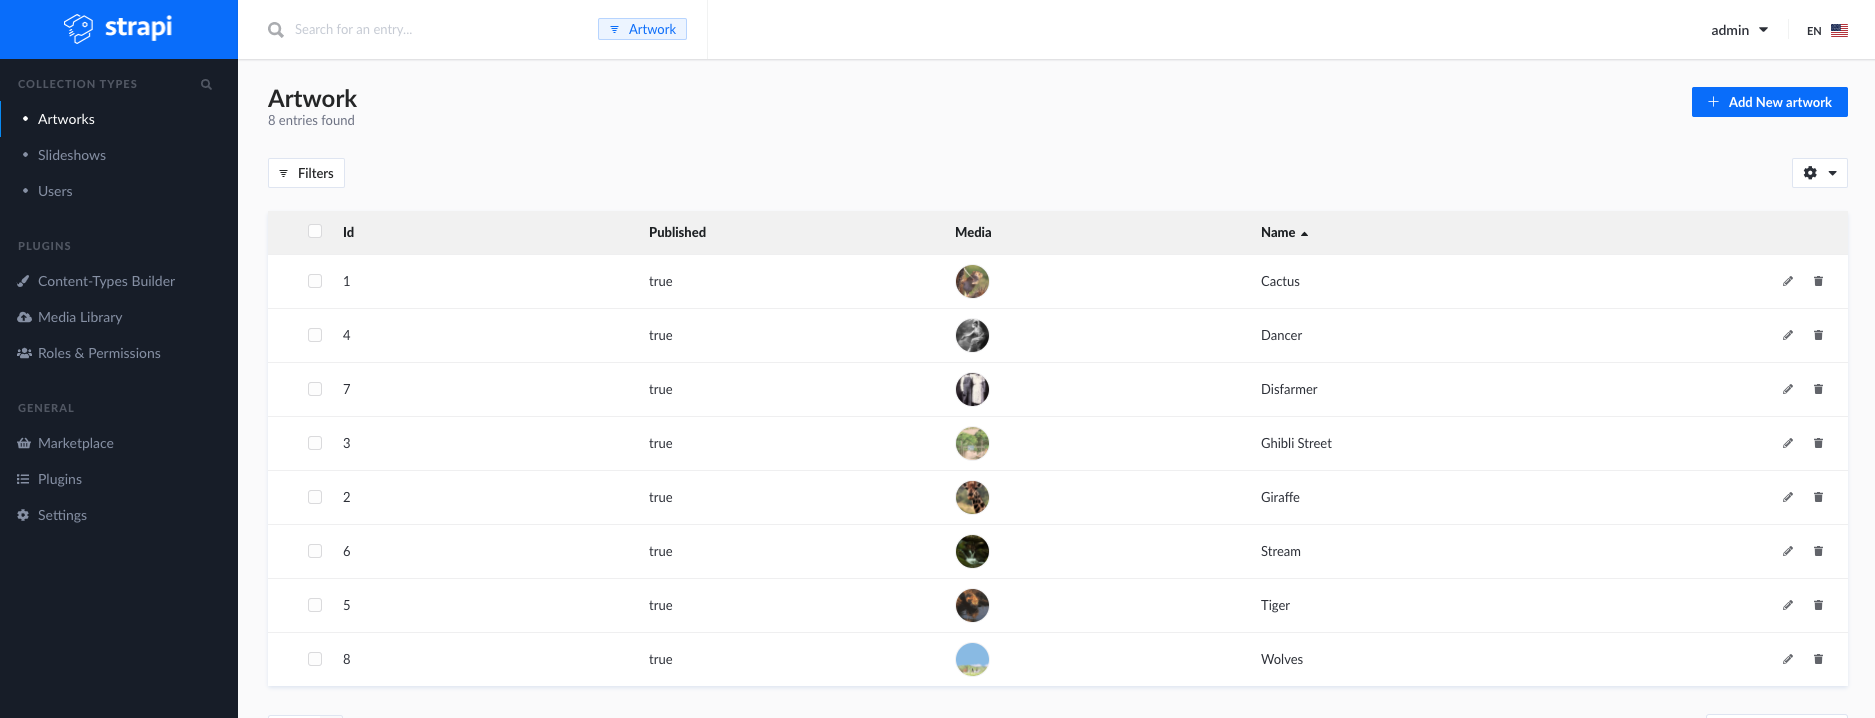 strapi
Search for an entry...
Artwork
admin
EN
COLLECTION TYPES
Artworks
Slideshows
Users
PLUGINS
Content-Types Builder
Media Library
Roles & Permissions
GENERAL
Marketplace
Plugins
Settings
Artwork
8 entries found
Add New artwork
Filters
Id Published Media Name
1 true Cactus
4 true Dancer
7 true Disfarmer
3 true Ghibli Street
2 true Giraffe
6 true Stream
5 true Tiger
8 true Wolves